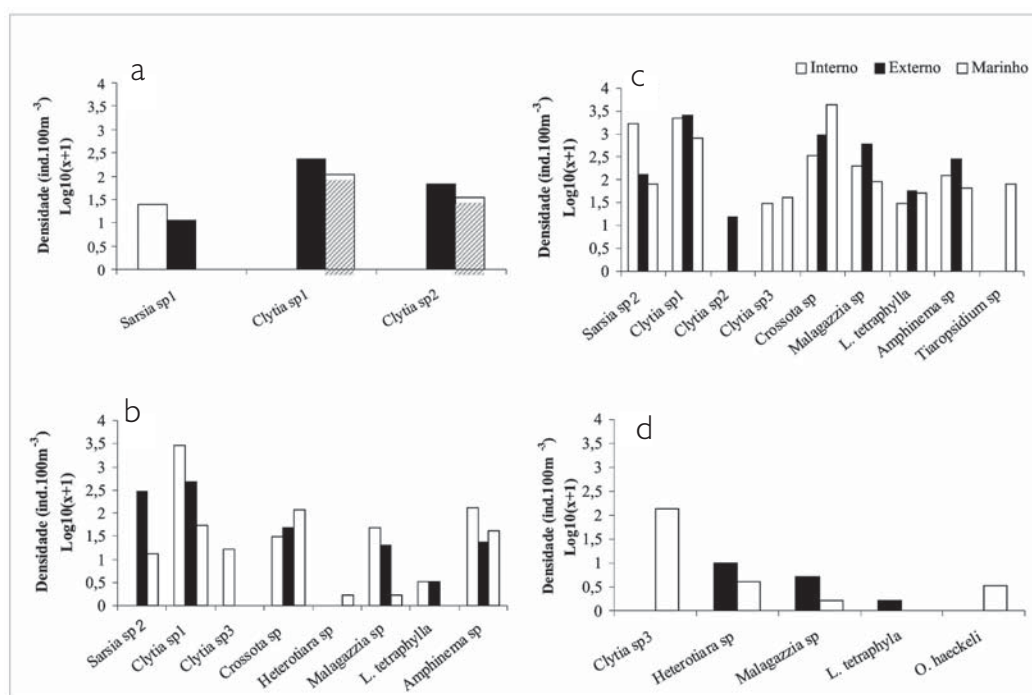 a
Densidade (ind.100m⁻³)
Log10(x+1)
4
3,5
3
2,5
2
1,5
1
0,5
0
Sarsia sp1
Clytia sp1
Clytia sp2
c
Interno Externo Marinho
Densidade (ind.100m⁻³)
Log10(x+1)
4
3,5
3
2,5
2
1,5
1
0,5
0
Sarsia sp2
Clytia sp1
Clytia sp2
Clytia sp3
Crossota sp
Malagazzia sp
L. tetraphylla
Amphinema sp
Tiaropsidium sp
b
Densidade (ind.100m⁻³)
Log10(x+1)
4
3,5
3
2,5
2
1,5
1
0,5
0
Sarsia sp 2
Clytia sp1
Clytia sp3
Crossota sp
Heterotiara sp
Malagazzia sp
L. tetraphylla
Amphinema sp
d
Densidade (ind.100m⁻³)
Log10(x+1)
4
3,5
3
2,5
2
1,5
1
0,5
0
Clytia sp3
Heterotiara sp
Malagazzia sp
L. tetraphyla
O. haeckeli